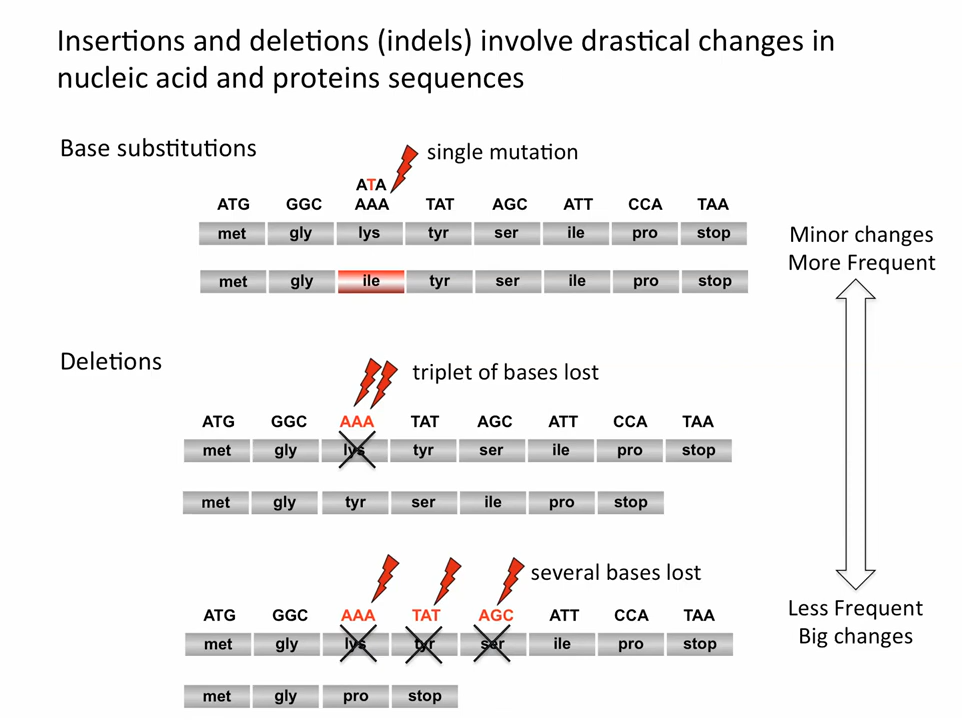 Insertions and deletions (indels) involve drastical changes in
nucleic acid and proteins sequences
Base substitutions
single mutation
ATA
ATG GGC AAA TAT AGC ATT CCA TAA
met gly lys tyr ser ile pro stop
met gly ile tyr ser ile pro stop
Minor changes
More Frequent
Deletions
triplet of bases lost
ATG GGC AAA TAT AGC ATT CCA TAA
met gly lys tyr ser ile pro stop
met gly tyr ser ile pro stop
several bases lost
ATG GGC AAA TAT AGC ATT CCA TAA
met gly lys tyr ser ile pro stop
met gly pro stop
Less Frequent
Big changes